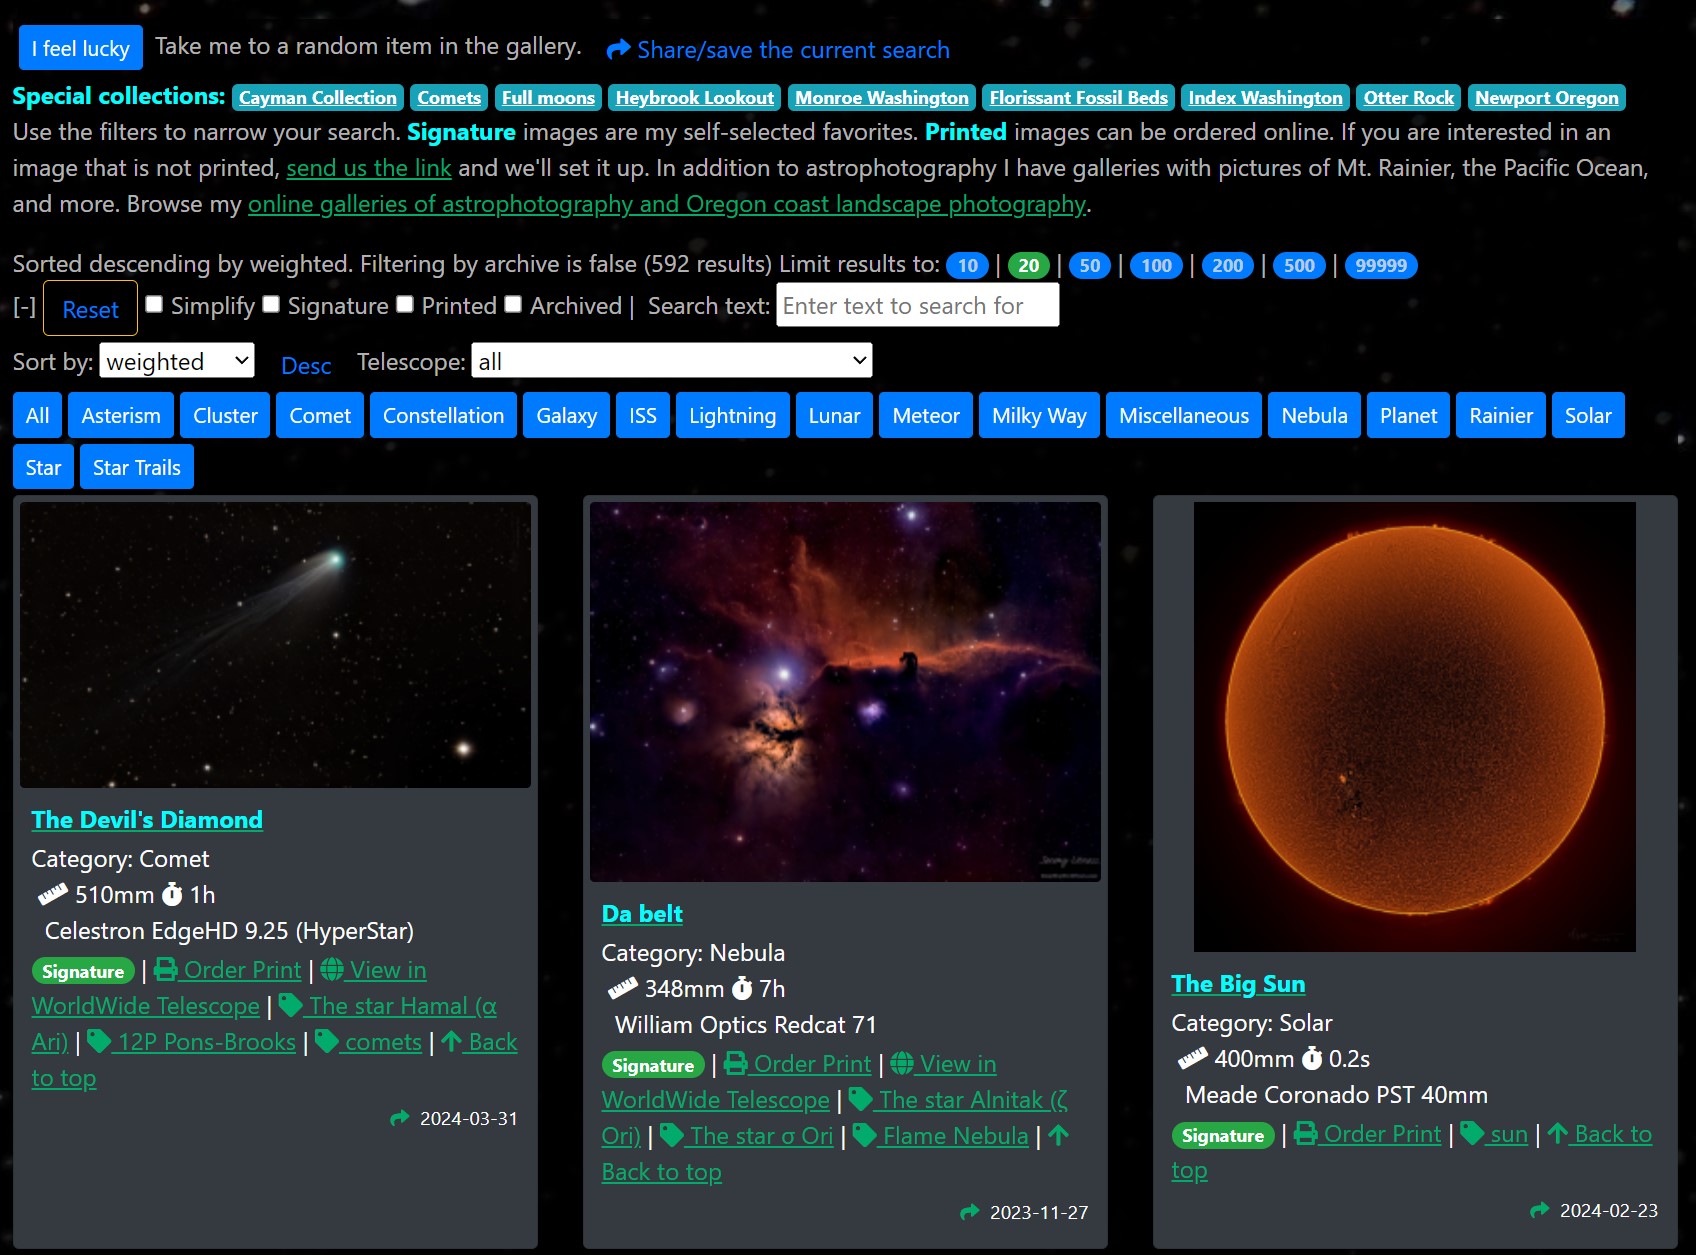 I feel lucky Take me to a random item in the gallery. Share/save the current search
Special collections: Cayman Collection Comets Full moons Heybrook Lookout Monroe Washington Florissant Fossil Beds Index Washington Otter Rock Newport Oregon
Use the filters to narrow your search. Signature images are my self-selected favorites. Printed images can be ordered online. If you are interested in an
image that is not printed, send us the link and we'll set it up. In addition to astrophotography I have galleries with pictures of Mt. Rainier, the Pacific Ocean,
and more. Browse my online galleries of astrophotography and Oregon coast landscape photography.
Sorted descending by weighted. Filtering by archive is false (592 results) Limit results to: 10 | 20 | 50 | 100 | 200 | 500 | 99999
[-] Reset Simplify Signature Printed Archived | Search text: Enter text to search for
Sort by: weighted Desc Telescope: all
All Asterism Cluster Comet Constellation Galaxy ISS Lightning Lunar Meteor Milky Way Miscellaneous Nebula Planet Rainier Solar
Star Star Trails
The Devil's Diamond
Category: Comet
510mm 1h
Celestron EdgeHD 9.25 (HyperStar)
Signature | Order Print | View in
WorldWide Telescope | The star Hamal (α
Ari) | 12P Pons-Brooks | comets | Back
to top
2024-03-31
Da belt
Category: Nebula
348mm 7h
William Optics Redcat 71
Signature | Order Print | View in
WorldWide Telescope | The star Alnitak (ζ
Ori) | The star σ Ori | Flame Nebula |
Back to top
2023-11-27
The Big Sun
Category: Solar
400mm 0.2s
Meade Coronado PST 40mm
Signature | Order Print | sun | Back to
top
2024-02-23